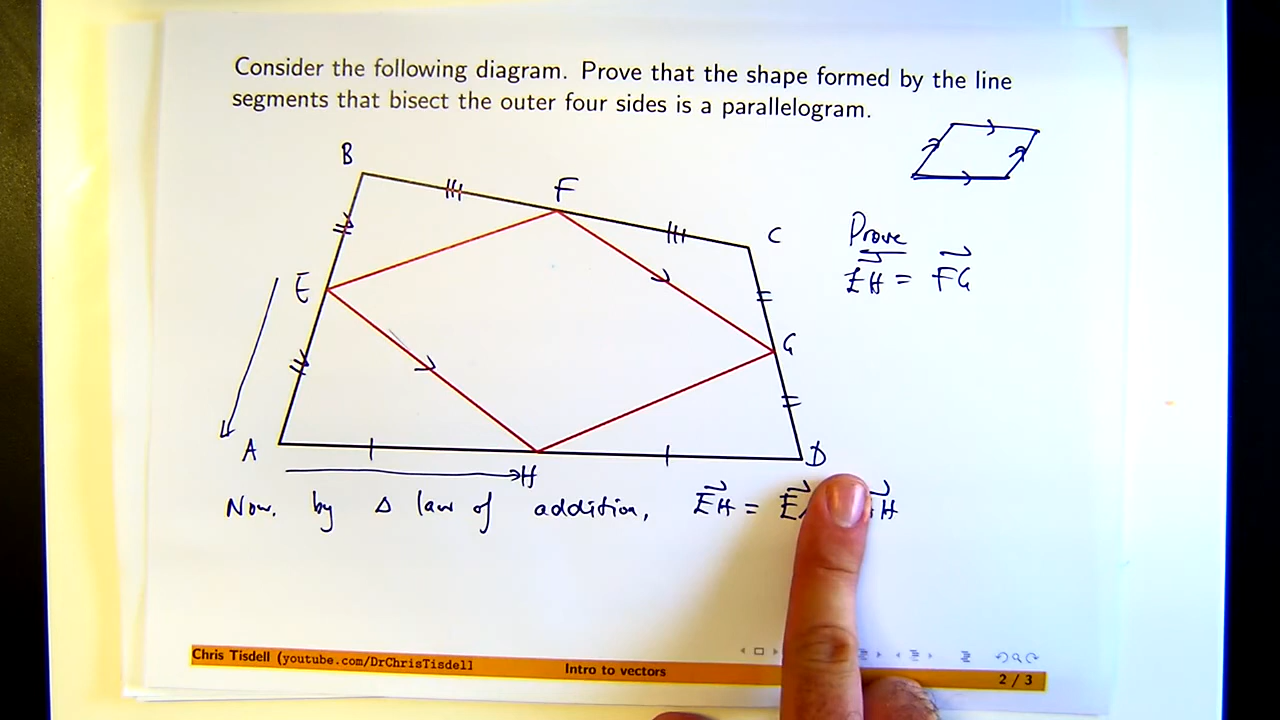 Consider the following diagram. Prove that the shape formed by the line
segments that bisect the outer four sides is a parallelogram.
B
F
C
Prove
EH = FG
E
G
A
H
D
Now, by Δ law of addition, EH = E H
Chris Tisdell (youtube.com/DrChrisTisdell
Intro to vectors
2 / 3